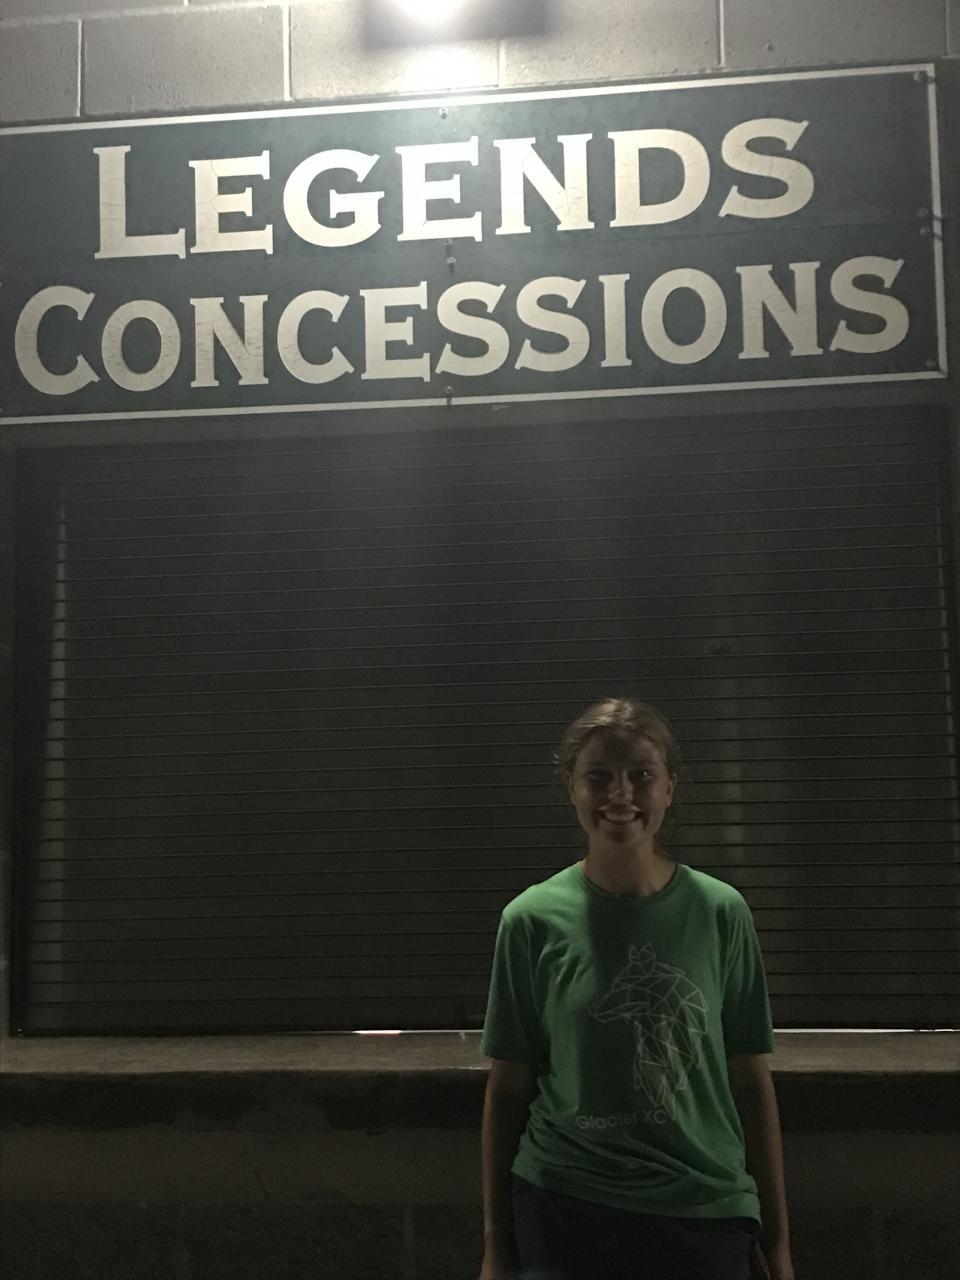 LEGENDS
CONCESSIONS
Glacier XC